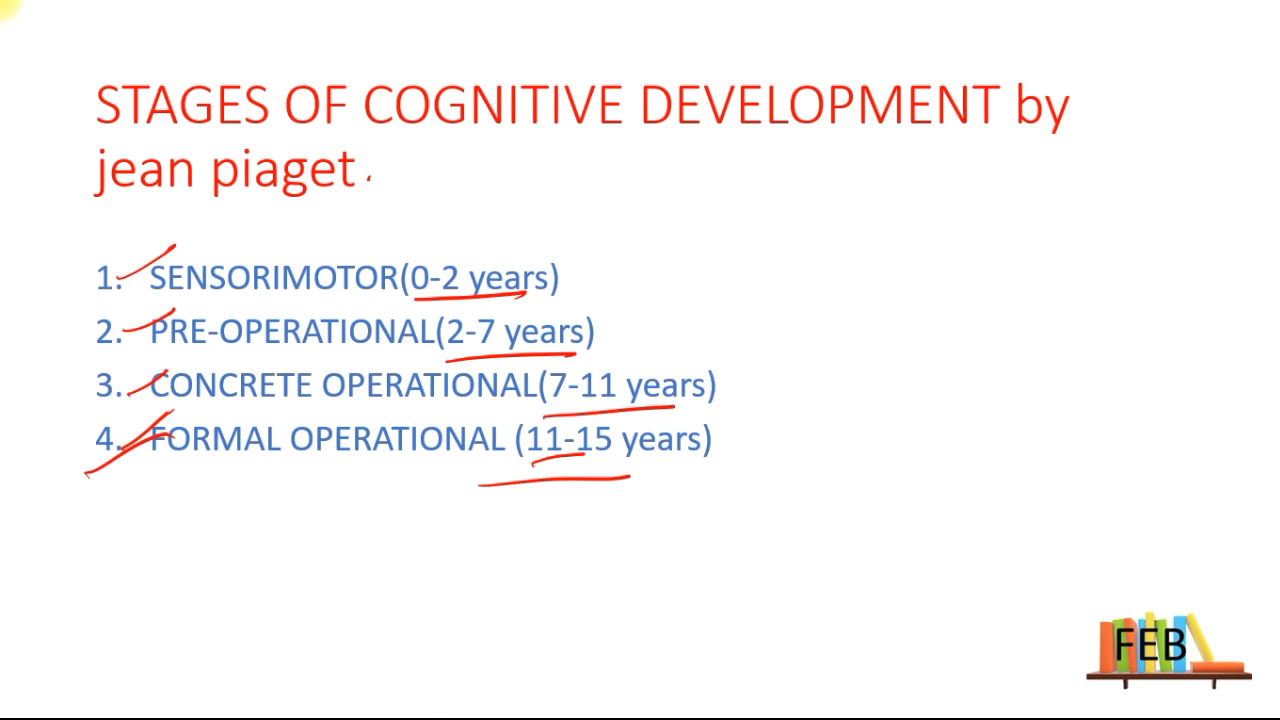 STAGES OF COGNITIVE DEVELOPMENT by
jean piaget
1. SENSORIMOTOR(0-2 years)
2. PRE-OPERATIONAL(2-7 years)
3. CONCRETE OPERATIONAL(7-11 years)
4. FORMAL OPERATIONAL (11-15 years)
FEB